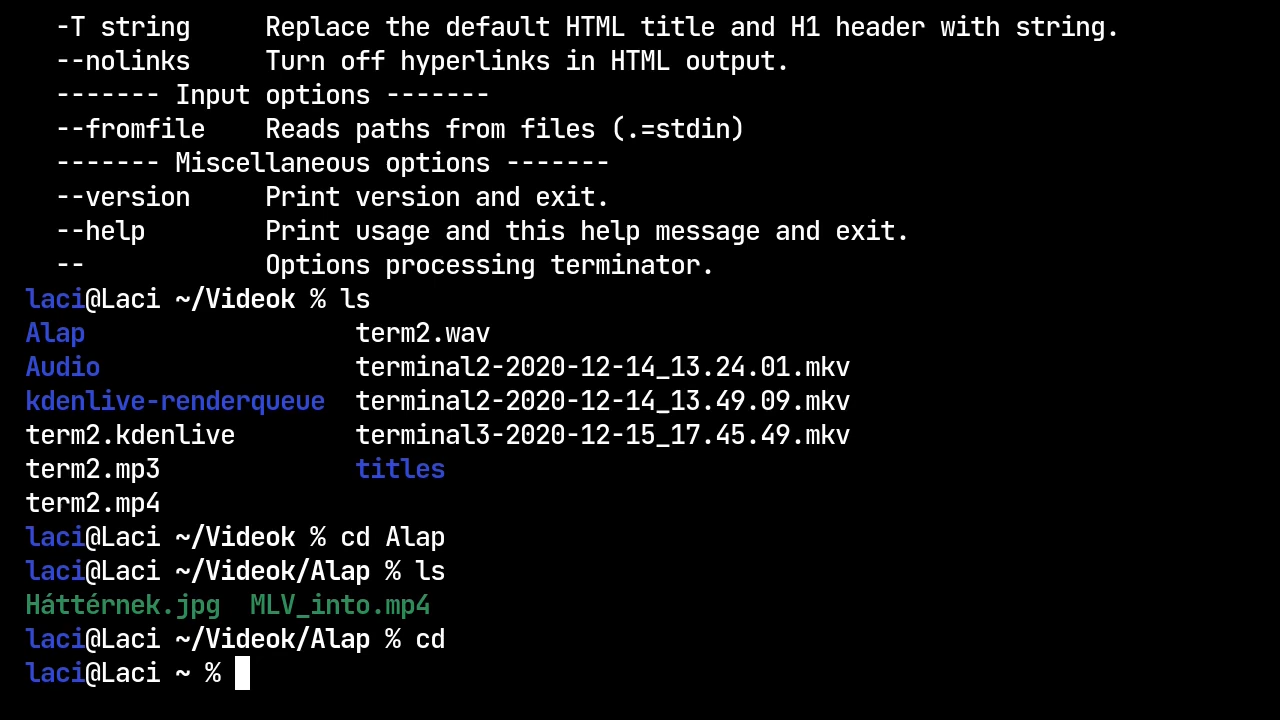 -T string     Replace the default HTML title and H1 header with string.
--nolinks     Turn off hyperlinks in HTML output.
------- Input options -------
--fromfile    Reads paths from files (.=stdin)
------- Miscellaneous options -------
--version     Print version and exit.
--help        Print usage and this help message and exit.
--            Options processing terminator.
laci@Laci ~/Videok % ls
Alap                  term2.wav
Audio                 terminal2-2020-12-14_13.24.01.mkv
kdenlive-renderqueue  terminal2-2020-12-14_13.49.09.mkv
term2.kdenlive        terminal3-2020-12-15_17.45.49.mkv
term2.mp3             titles
term2.mp4
laci@Laci ~/Videok % cd Alap
laci@Laci ~/Videok/Alap % ls
Háttérnek.jpg  MLV_into.mp4
laci@Laci ~/Videok/Alap % cd
laci@Laci ~ %